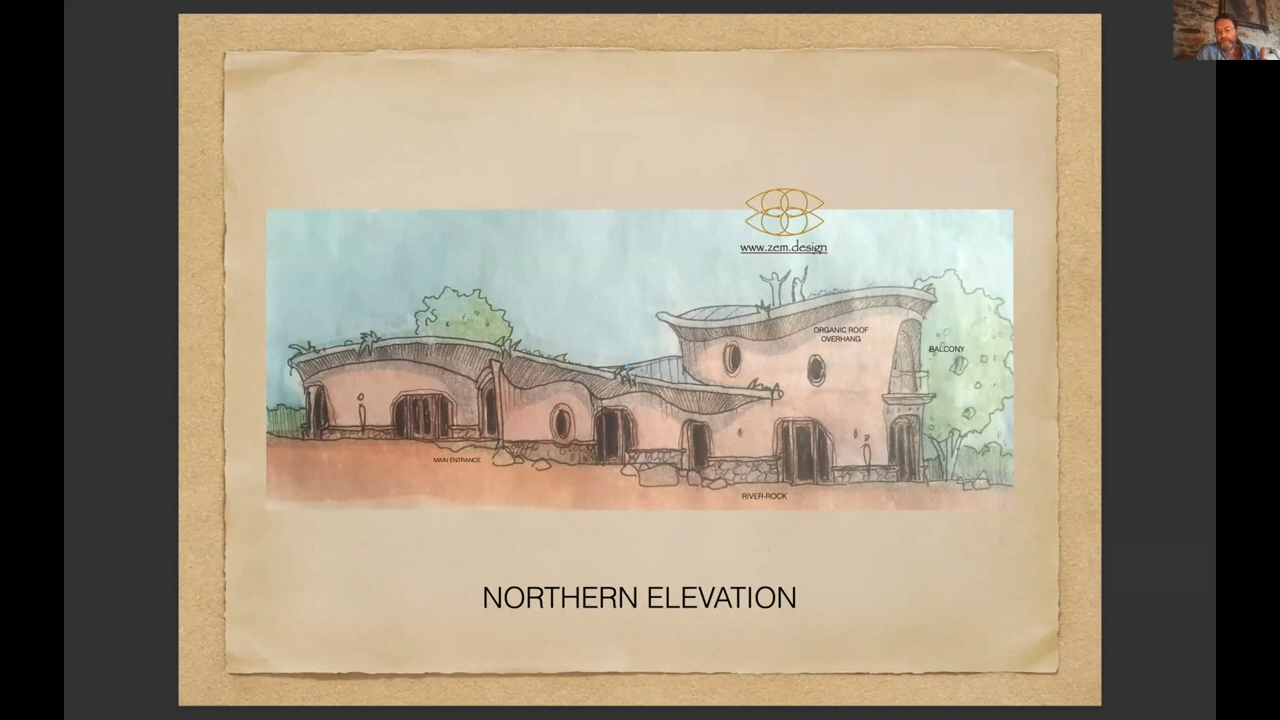 www.zem.design
ORGANIC ROOF
OVERHANG
BALCONY
MAIN ENTRANCE
RIVER-ROCK
NORTHERN ELEVATION